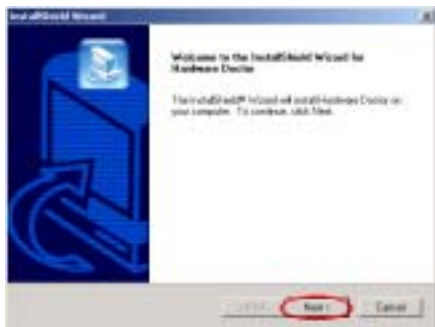 InstallShield Wizard
Welcome to the InstallShield Wizard for
Hardware Doctor
The InstallShield® Wizard will install Hardware Doctor on
your computer. To continue, click Next.
Next >
Cancel